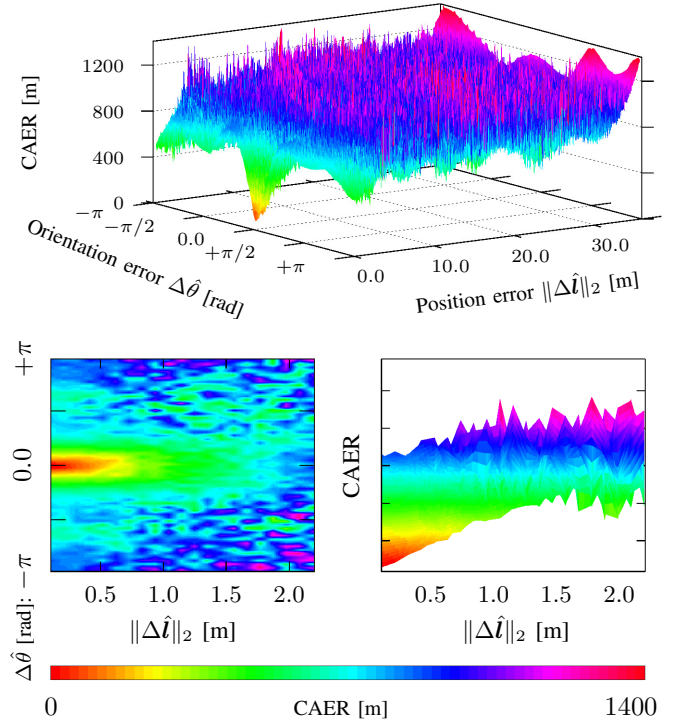 1200
800
400
0
CAER [m]
−π
−π/2
0.0
+π/2
+π
Orientation error Δθ̂ [rad]
0.0
10.0
20.0
30.0
Position error ‖Δl̂‖₂ [m]
+π
0.0
Δθ̂ [rad]: −π
0.5 1.0 1.5 2.0
‖Δl̂‖₂ [m]
CAER
0.5 1.0 1.5 2.0
‖Δl̂‖₂ [m]
0 CAER [m] 1400